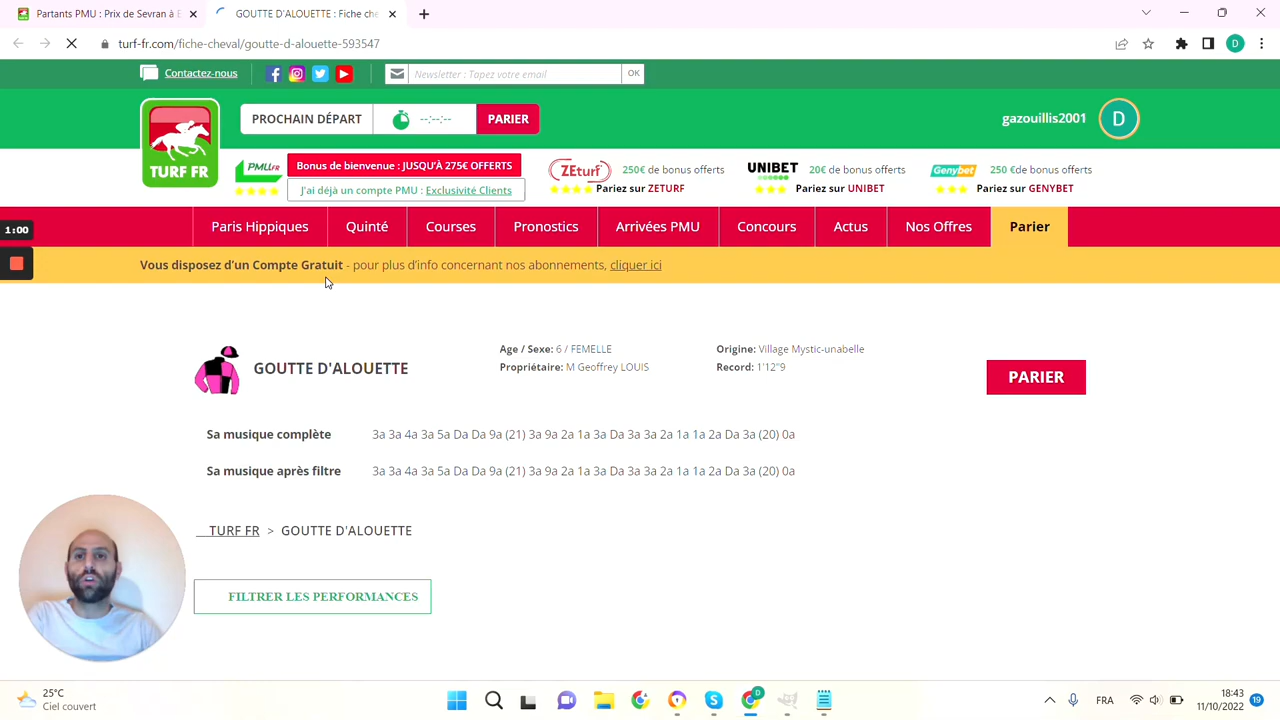 Partants PMU : Prix de Sevran à E
GOUTTE D'ALOUETTE : Fiche che
turf-fr.com/fiche-cheval/goutte-d-alouette-593547
D
Contactez-nous
Newsletter : Tapez votre email
OK
TURF FR
PROCHAIN DÉPART
--:--:--
PARIER
gazouillis2001
D
PMU.fr
Bonus de bienvenue : JUSQU'À 275€ OFFERTS
J'ai déjà un compte PMU : Exclusivité Clients
ZEturf
250€ de bonus offerts
Pariez sur ZETURF
UNIBET
20€ de bonus offerts
Pariez sur UNIBET
Genybet
250 €de bonus offerts
Pariez sur GENYBET
1:00
Paris Hippiques
Quinté
Courses
Pronostics
Arrivées PMU
Concours
Actus
Nos Offres
Parier
Vous disposez d'un Compte Gratuit - pour plus d'info concernant nos abonnements, cliquer ici
GOUTTE D'ALOUETTE
Age / Sexe: 6 / FEMELLE
Propriétaire: M Geoffrey LOUIS
Origine: Village Mystic-unabelle
Record: 1'12"9
PARIER
Sa musique complète
3a 3a 4a 3a 5a Da Da 9a (21) 3a 9a 2a 1a 3a Da 3a 3a 2a 1a 1a 2a Da 3a (20) 0a
Sa musique après filtre
3a 3a 4a 3a 5a Da Da 9a (21) 3a 9a 2a 1a 3a Da 3a 3a 2a 1a 1a 2a Da 3a (20) 0a
TURF FR > GOUTTE D'ALOUETTE
FILTRER LES PERFORMANCES
25°C
Ciel couvert
D
FRA
18:43
11/10/2022
19